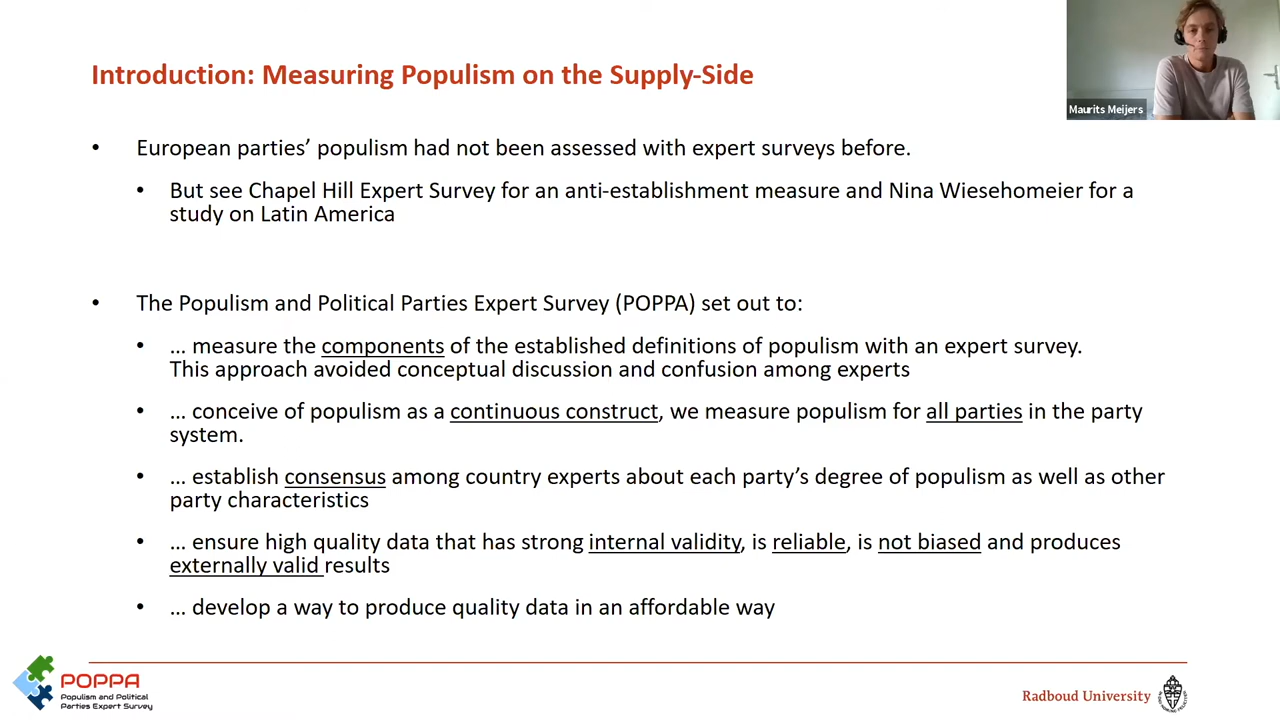 Introduction: Measuring Populism on the Supply-Side
Maurits Meijers
• European parties’ populism had not been assessed with expert surveys before.
• But see Chapel Hill Expert Survey for an anti-establishment measure and Nina Wiesehomeier for a
study on Latin America
• The Populism and Political Parties Expert Survey (POPPA) set out to:
• … measure the components of the established definitions of populism with an expert survey.
This approach avoided conceptual discussion and confusion among experts
• … conceive of populism as a continuous construct, we measure populism for all parties in the party
system.
• … establish consensus among country experts about each party’s degree of populism as well as other
party characteristics
• … ensure high quality data that has strong internal validity, is reliable, is not biased and produces
externally valid results
• … develop a way to produce quality data in an affordable way
POPPA
Populism and Political
Parties Expert Survey
Radboud University